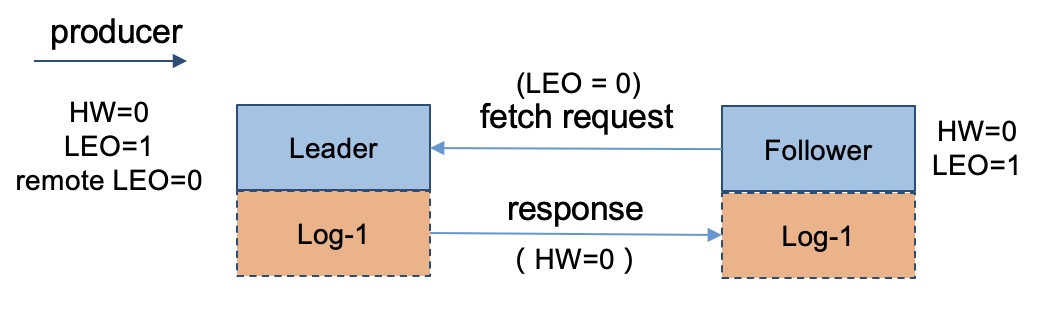 producer
HW=0
LEO=1
remote LEO=0
Leader
Log-1
(LEO = 0)
fetch request
response
( HW=0 )
Follower
Log-1
HW=0
LEO=1